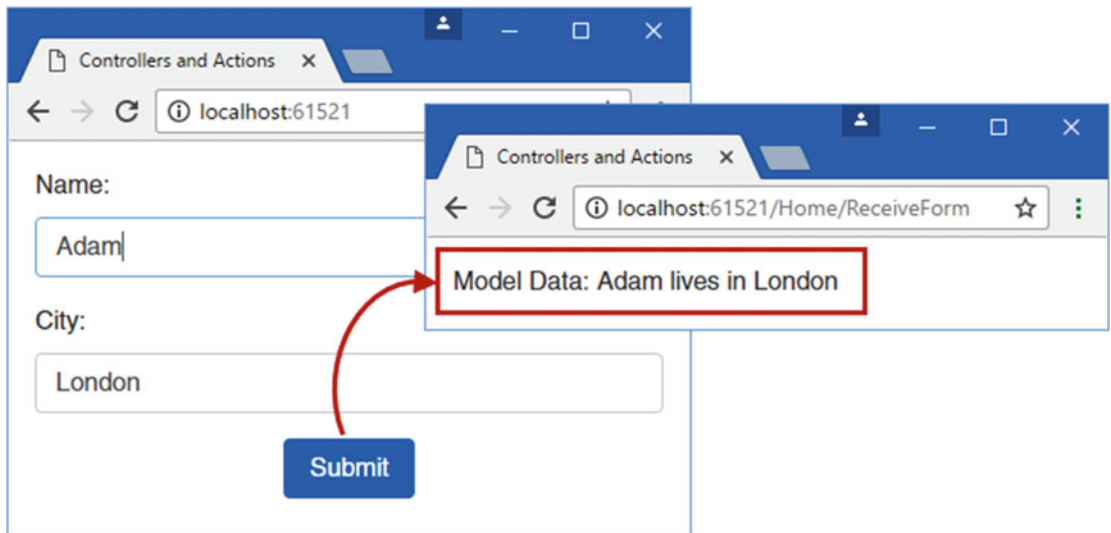 Controllers and Actions
localhost:61521
Name:
Adam
City:
London
Submit
Controllers and Actions
localhost:61521/Home/ReceiveForm
Model Data: Adam lives in London